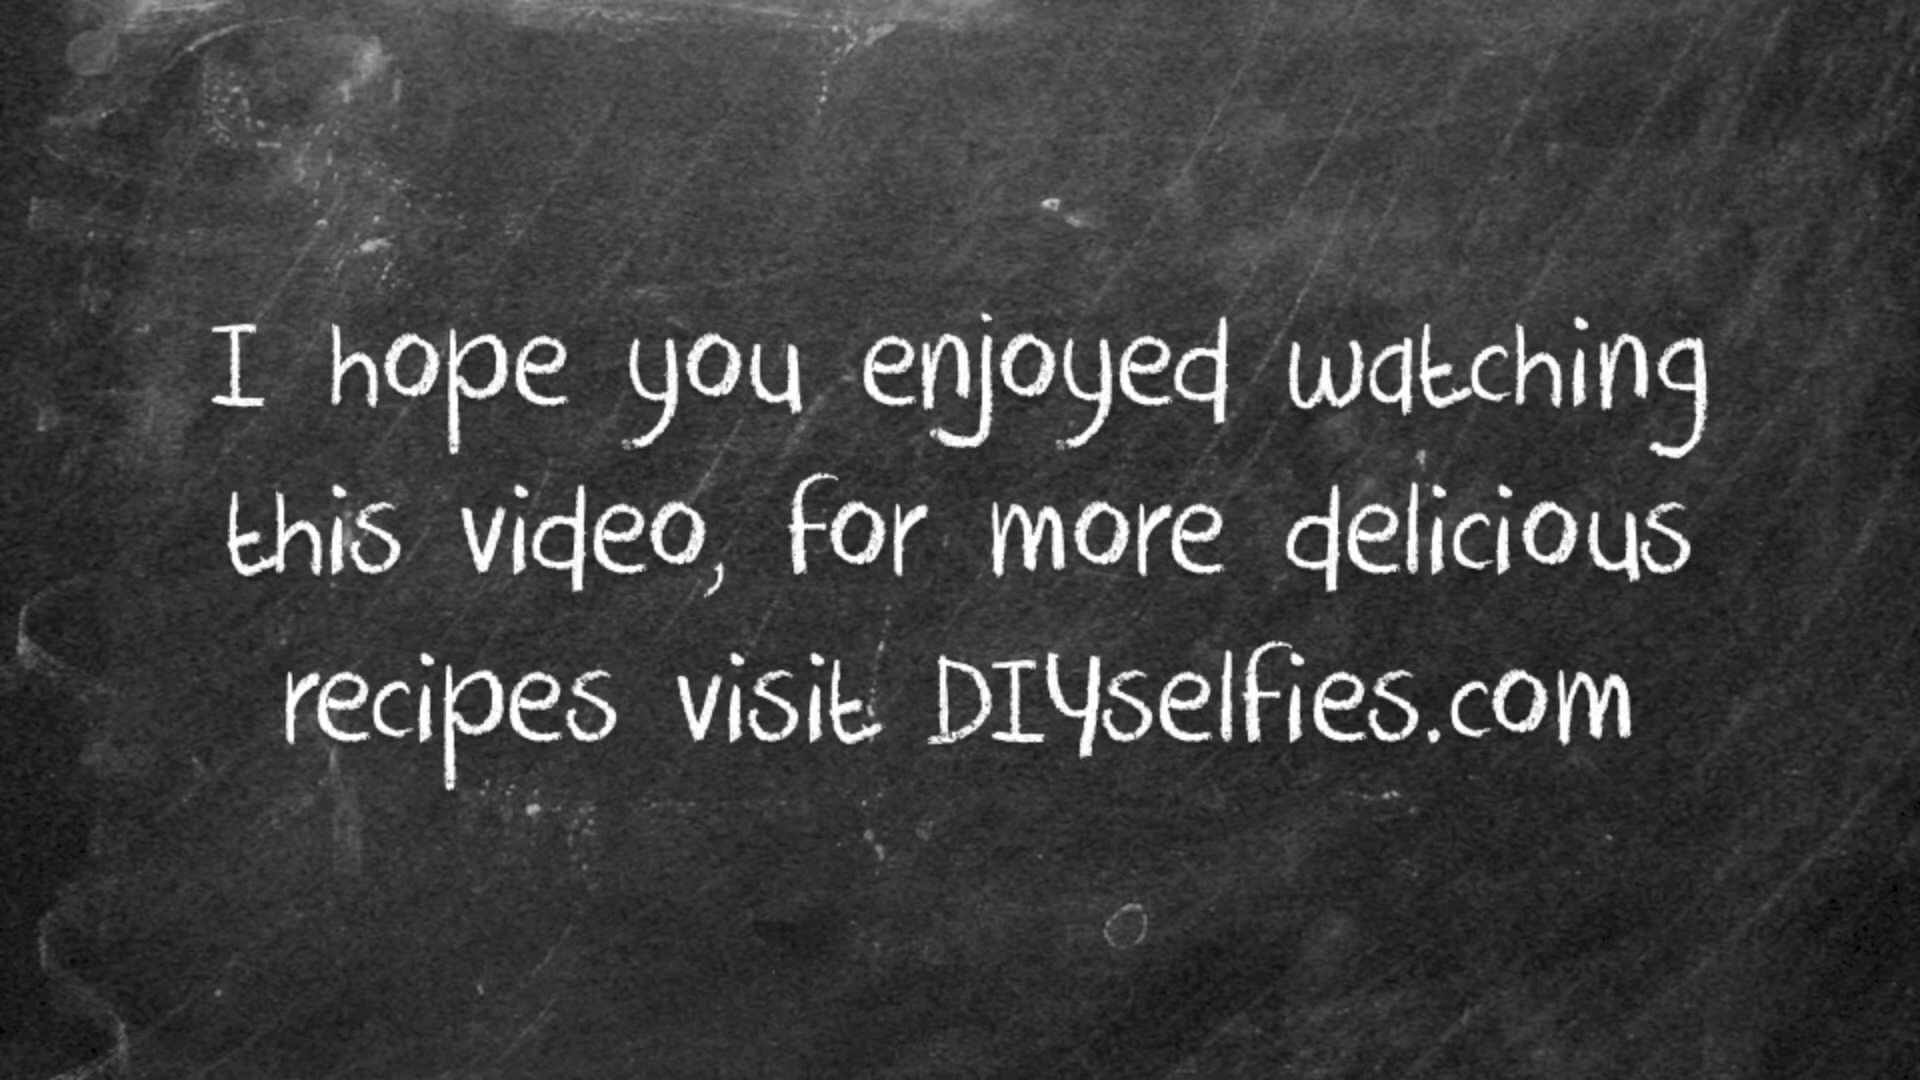 I hope you enjoyed watching
this video, for more delicious
recipes visit DIYselfies.com